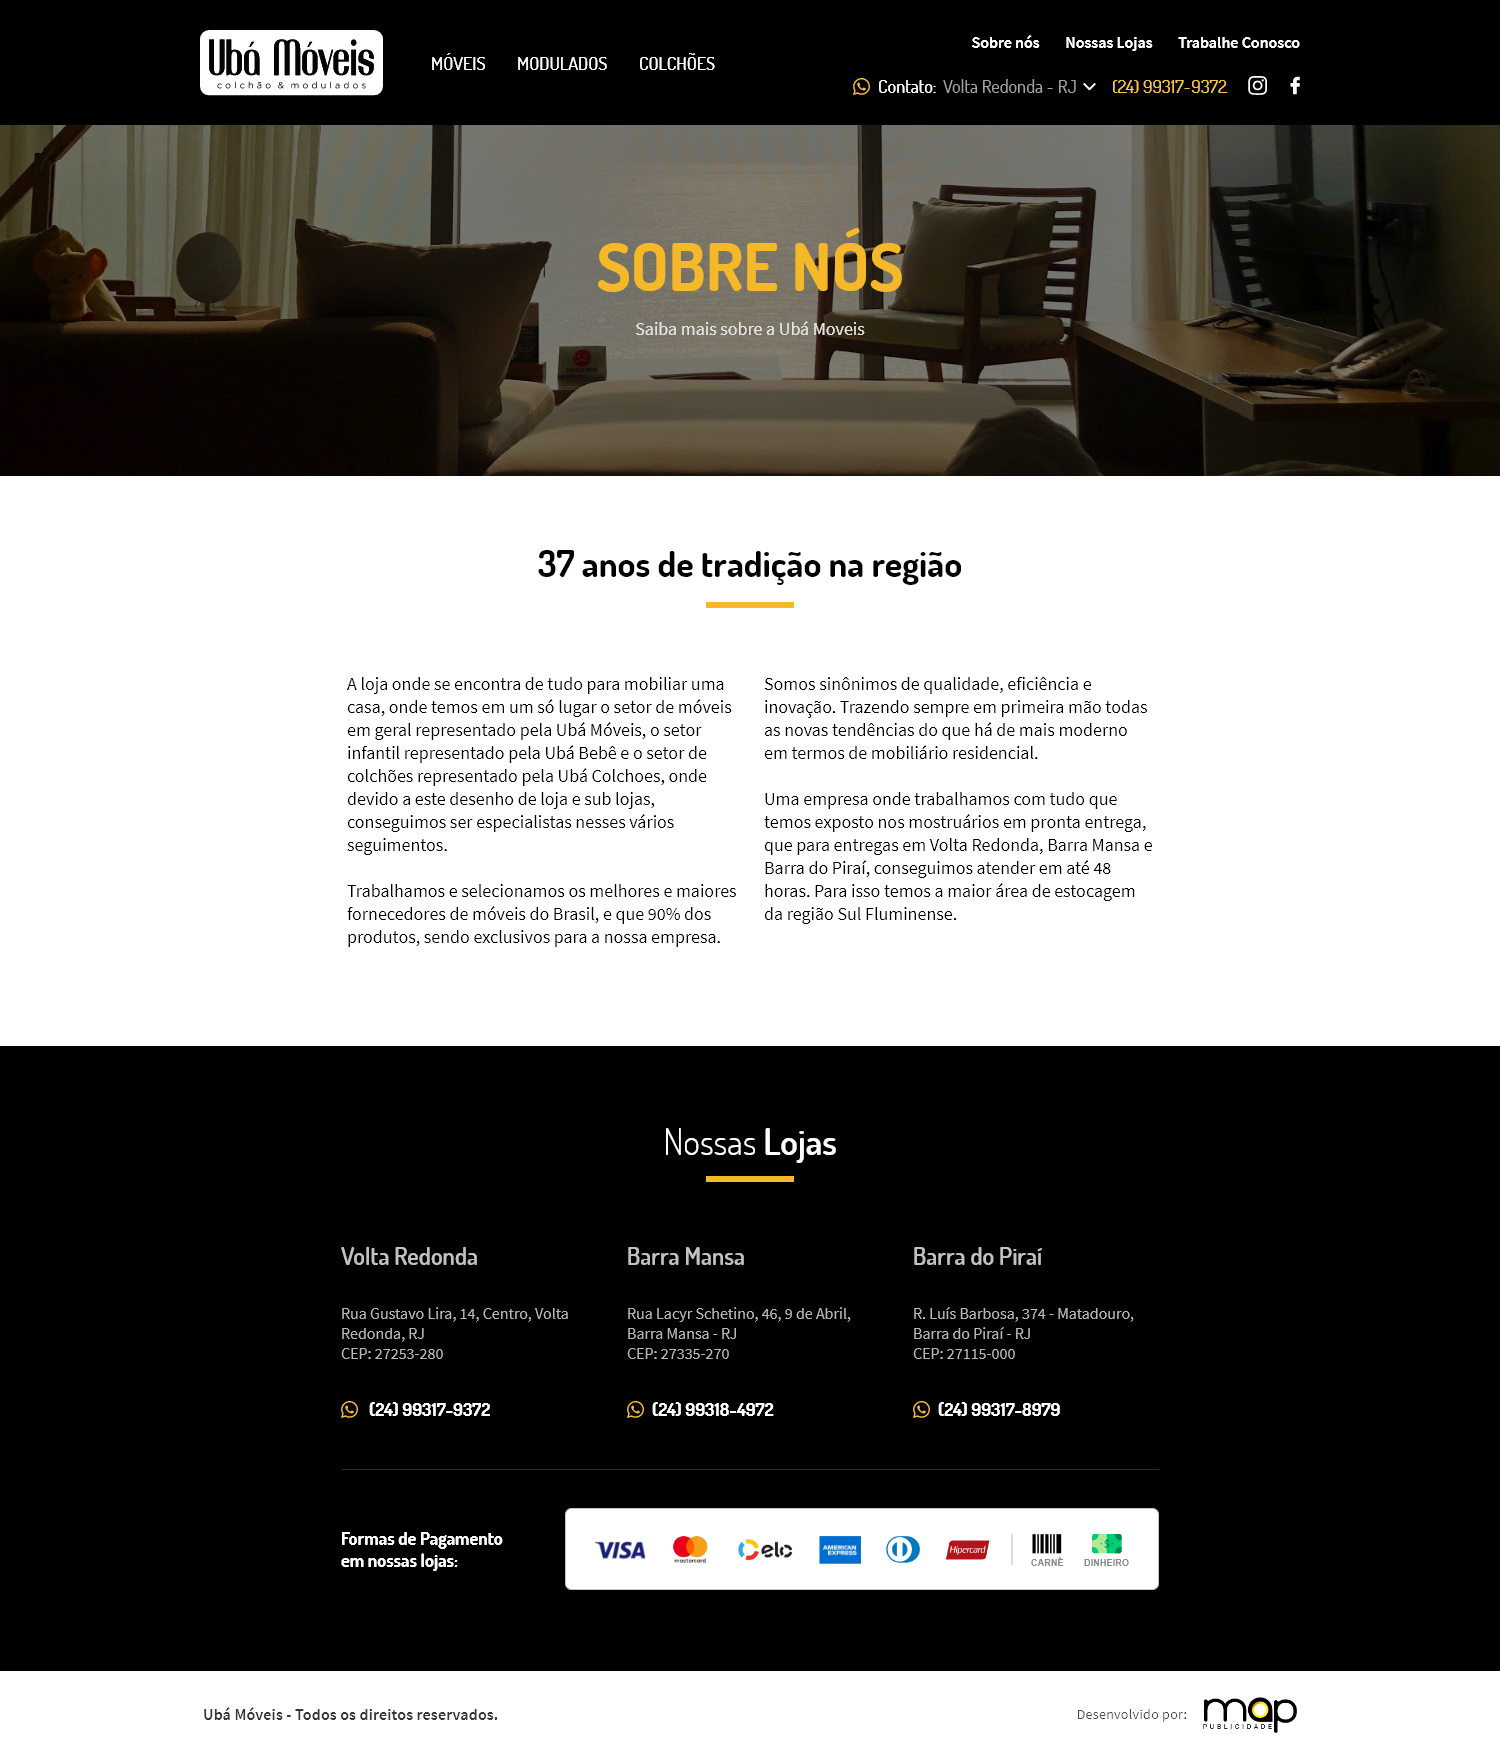 Ubá Móveis
colchão & modulados
MÓVEIS
MODULADOS
COLCHÕES
Sobre nós
Nossas Lojas
Trabalhe Conosco
Contato:
Volta Redonda - RJ
(24) 99317-9372
SOBRE NÓS
Saiba mais sobre a Ubá Moveis
37 anos de tradição na região
A loja onde se encontra de tudo para mobiliar uma
casa, onde temos em um só lugar o setor de móveis
em geral representado pela Ubá Móveis, o setor
infantil representado pela Ubá Bebê e o setor de
colchões representado pela Ubá Colchoes, onde
devido a este desenho de loja e sub lojas,
conseguimos ser especialistas nesses vários
seguimentos.
Trabalhamos e selecionamos os melhores e maiores
fornecedores de móveis do Brasil, e que 90% dos
produtos, sendo exclusivos para a nossa empresa.
Somos sinônimos de qualidade, eficiência e
inovação. Trazendo sempre em primeira mão todas
as novas tendências do que há de mais moderno
em termos de mobiliário residencial.
Uma empresa onde trabalhamos com tudo que
temos exposto nos mostruários em pronta entrega,
que para entregas em Volta Redonda, Barra Mansa e
Barra do Piraí, conseguimos atender em até 48
horas. Para isso temos a maior área de estocagem
da região Sul Fluminense.
Nossas Lojas
Volta Redonda
Rua Gustavo Lira, 14, Centro, Volta
Redonda, RJ
CEP: 27253-280
(24) 99317-9372
Barra Mansa
Rua Lacyr Schetino, 46, 9 de Abril,
Barra Mansa - RJ
CEP: 27335-270
(24) 99318-4972
Barra do Piraí
R. Luís Barbosa, 374 - Matadouro,
Barra do Piraí - RJ
CEP: 27115-000
(24) 99317-8979
Formas de Pagamento
em nossas lojas:
VISA
mastercard
elo
AMERICAN
EXPRESS
Hipercard
CARNÊ
DINHEIRO
Ubá Móveis - Todos os direitos reservados.
Desenvolvido por:
map
PUBLICIDADE